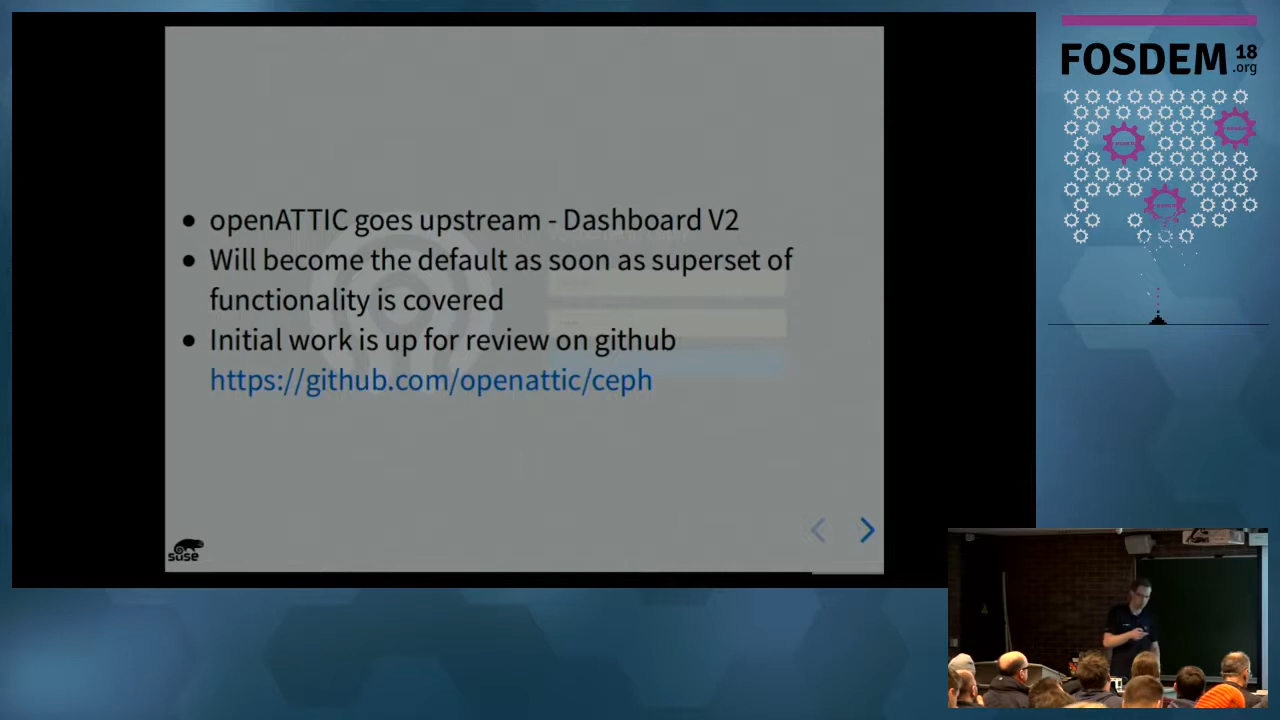 FOSDEM 18
.org
• openATTIC goes upstream - Dashboard V2
• Will become the default as soon as superset of
functionality is covered
• Initial work is up for review on github
https://github.com/openattic/ceph
suse